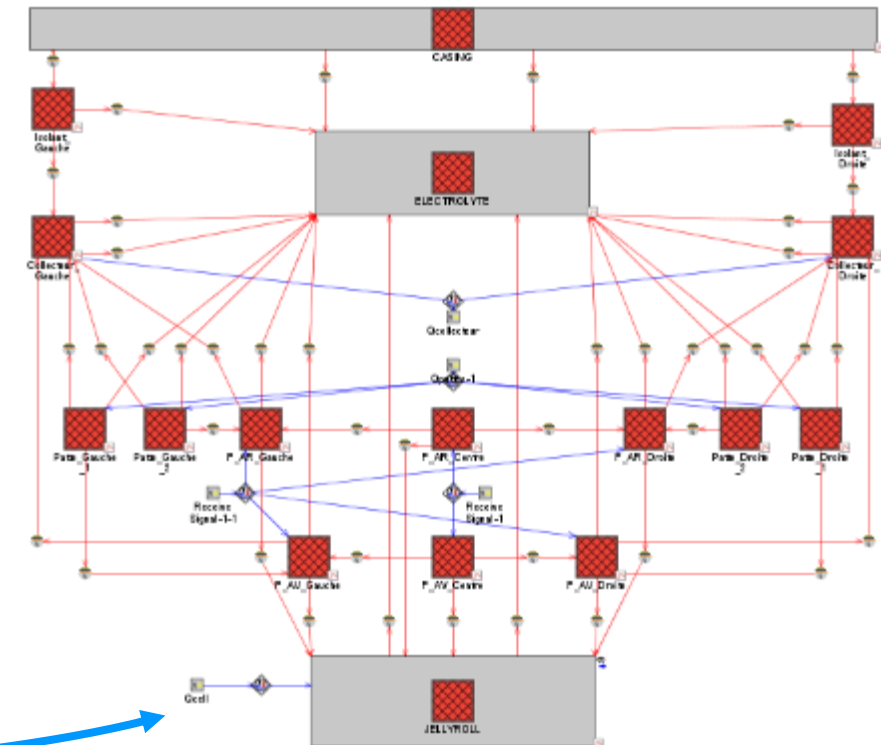 CASING
Isolant_
Gauche
Isolant_
Droite
ELECTROLYTE
Collecteur_
Gauche
Collecteur_
Droite
Qcollecteur
Patte_Gauche
_1
Patte_Gauche
_2
P_AR_Gauche
P_AR_Centre
P_AR_Droite
Patte_Droite
_2
Patte_Droite
Receive
Signal-1-1
Receive
Signal-1
P_AV_Gauche
P_AV_Centre
P_AV_Droite
Qcell
JELLYROLL